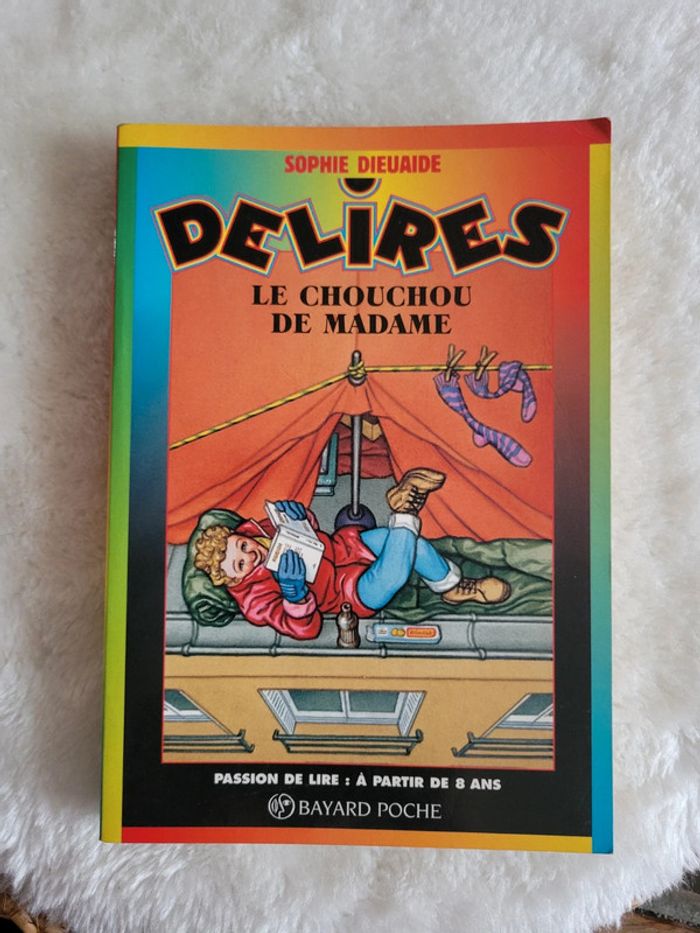 SOPHIE DIEUAIDE
DELiRES
LE CHOUCHOU
DE MADAME
PASSION DE LIRE : À PARTIR DE 8 ANS
BAYARD POCHE